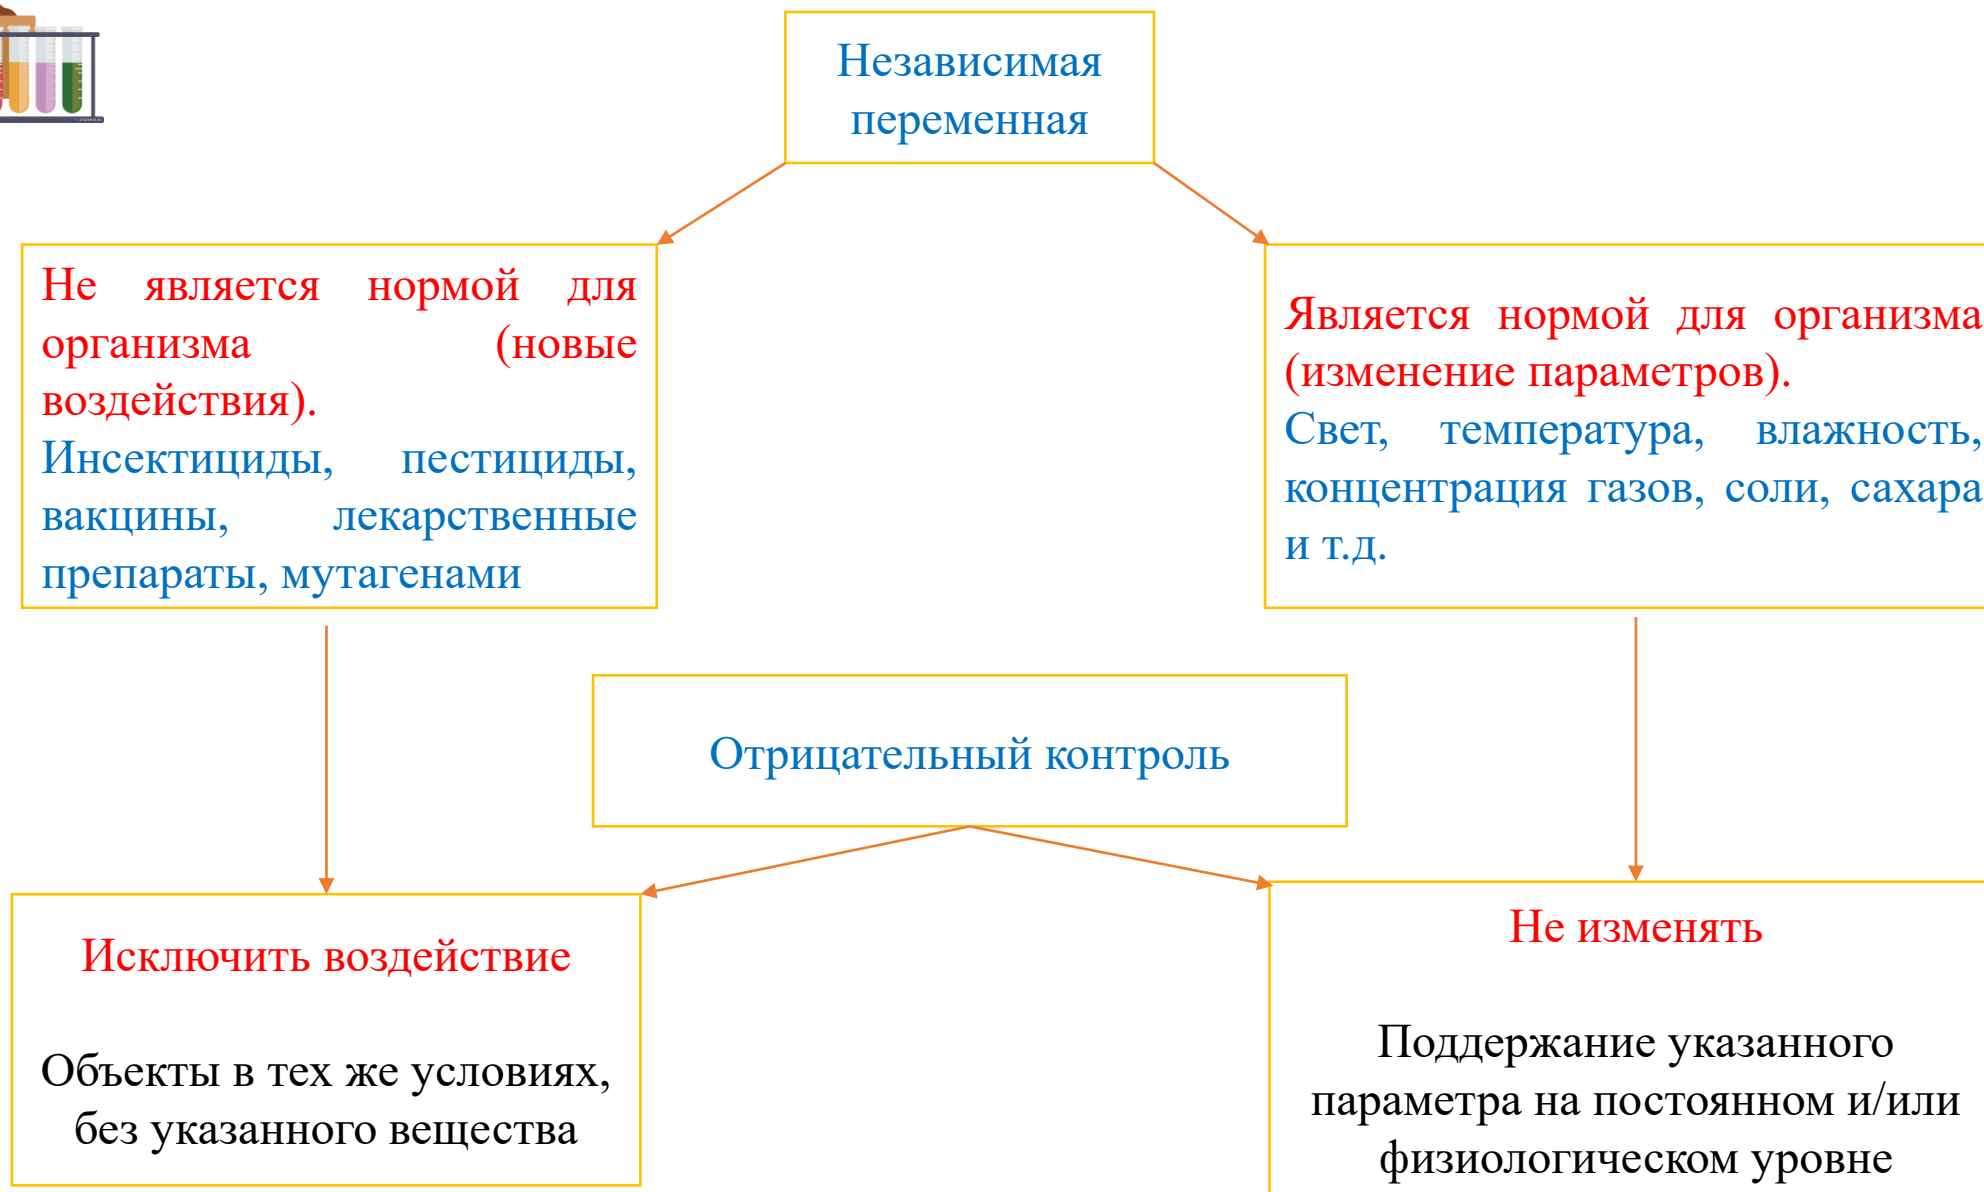 Независимая
переменная
Не является нормой для
организма (новые
воздействия).
Инсектициды, пестициды,
вакцины, лекарственные
препараты, мутагенами
Является нормой для организма
(изменение параметров).
Свет, температура, влажность,
концентрация газов, соли, сахара
и т.д.
Отрицательный контроль
Исключить воздействие
Объекты в тех же условиях,
без указанного вещества
Не изменять
Поддержание указанного
параметра на постоянном и/или
физиологическом уровне